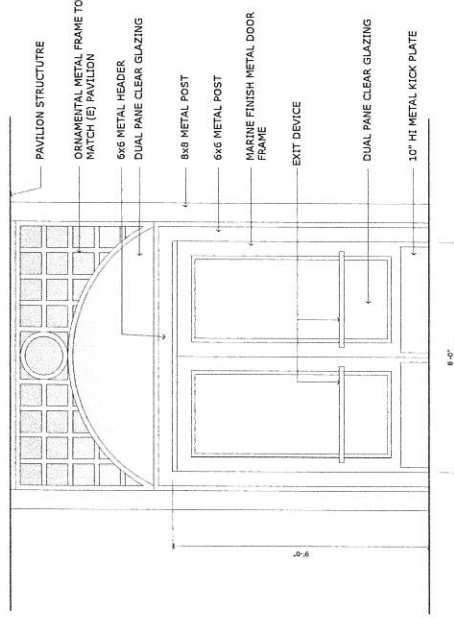 PAVILION STRUCTUTRE
ORNAMENTAL METAL FRAME TO
MATCH (E) PAVILION
6x6 METAL HEADER
DUAL PANE CLEAR GLAZING
8x8 METAL POST
6x6 METAL POST
MARINE FINISH METAL DOOR
FRAME
EXIT DEVICE
DUAL PANE CLEAR GLAZING
10" HI METAL KICK PLATE
9'-0"
8'-0"